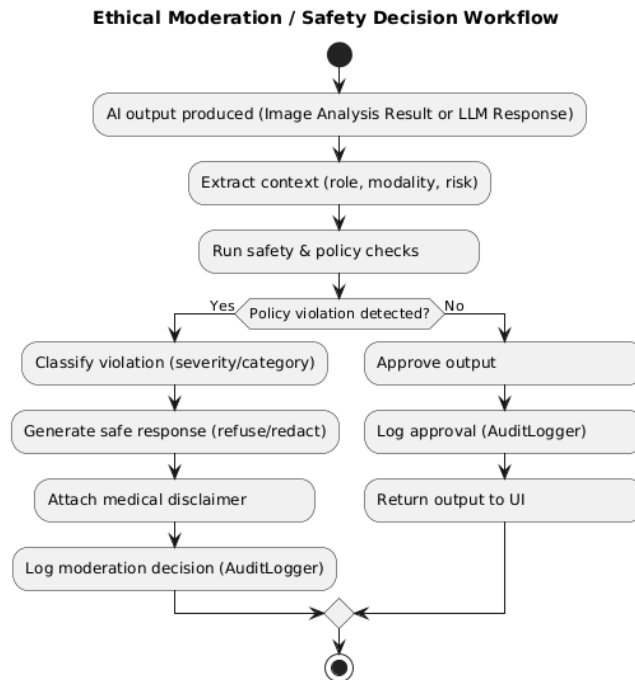 Ethical Moderation / Safety Decision Workflow
AI output produced (Image Analysis Result or LLM Response)
Extract context (role, modality, risk)
Run safety & policy checks
Policy violation detected?
Yes
No
Classify violation (severity/category)
Generate safe response (refuse/redact)
Attach medical disclaimer
Log moderation decision (AuditLogger)
Approve output
Log approval (AuditLogger)
Return output to UI